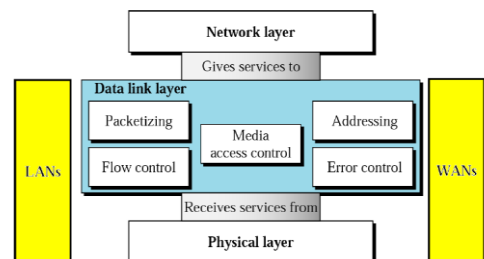 Network layer
Gives services to
Data link layer
Packetizing
Addressing
Media
access control
LANs
WANs
Flow control
Error control
Receives services from
Physical layer